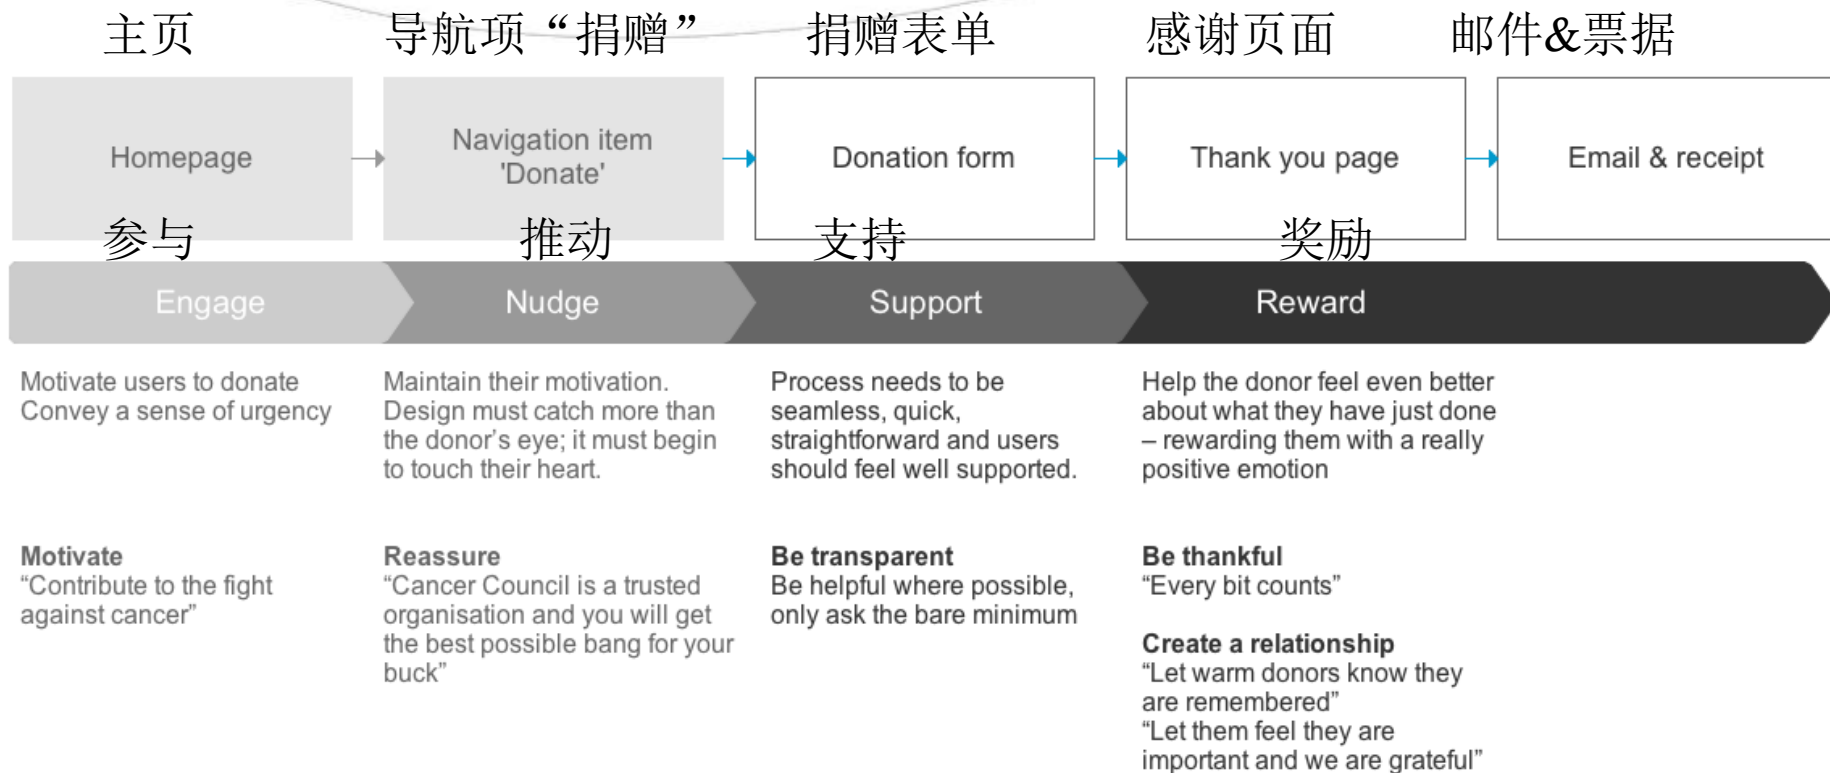 主页
导航项“捐赠”
捐赠表单
感谢页面
邮件&票据
Homepage
Navigation item
'Donate'
Donation form
Thank you page
Email & receipt
参与
推动
支持
奖励
Engage
Nudge
Support
Reward
Motivate users to donate
Convey a sense of urgency
Maintain their motivation.
Design must catch more than
the donor’s eye; it must begin
to touch their heart.
Process needs to be
seamless, quick,
straightforward and users
should feel well supported.
Help the donor feel even better
about what they have just done
– rewarding them with a really
positive emotion
Motivate
“Contribute to the fight
against cancer”
Reassure
“Cancer Council is a trusted
organisation and you will get
the best possible bang for your
buck”
Be transparent
Be helpful where possible,
only ask the bare minimum
Be thankful
“Every bit counts”
Create a relationship
“Let warm donors know they
are remembered”
“Let them feel they are
important and we are grateful”